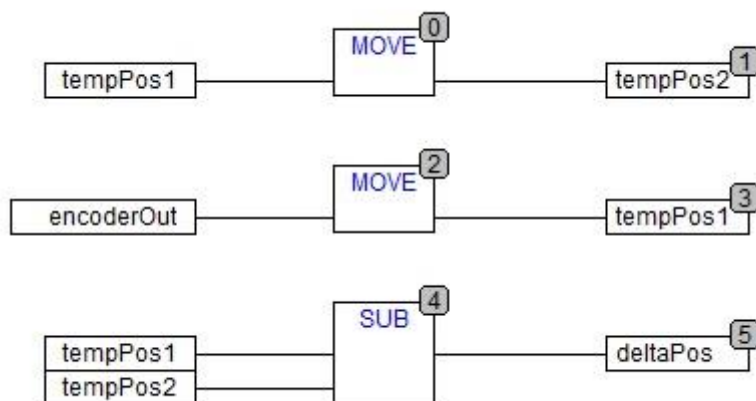 0
MOVE
tempPos1
1
tempPos2
2
MOVE
encoderOut
3
tempPos1
4
SUB
tempPos1
5
deltaPos
tempPos2